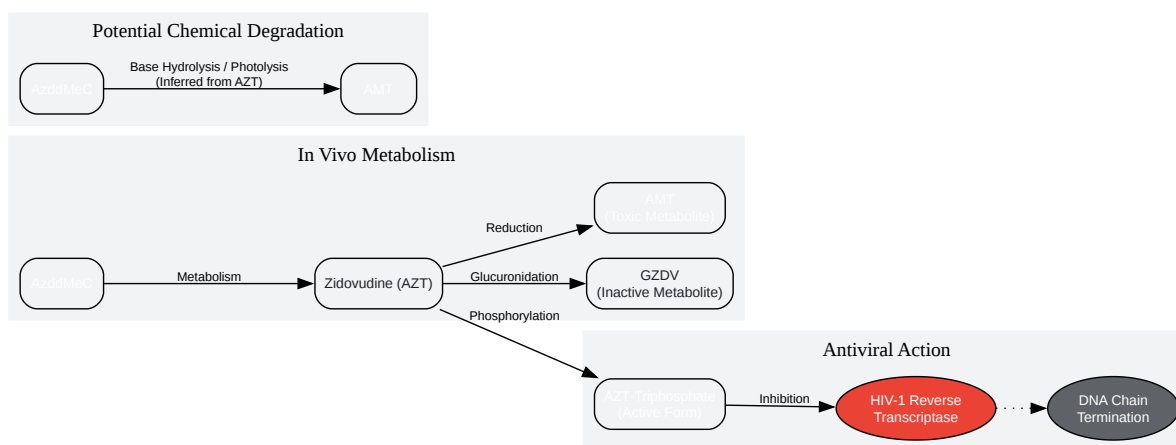 Potential Chemical Degradation
AzddMeC
Base Hydrolysis / Photolysis
(Inferred from AZT)
AMT
In Vivo Metabolism
AzddMeC
Metabolism
Zidovudine (AZT)
Reduction
AMT
(Toxic Metabolite)
Glucuronidation
GZDV
(Inactive Metabolite)
Phosphorylation
Antiviral Action
AZT-Triphosphate
(Active Form)
Inhibition
HIV-1 Reverse
Transcriptase
DNA Chain
Termination